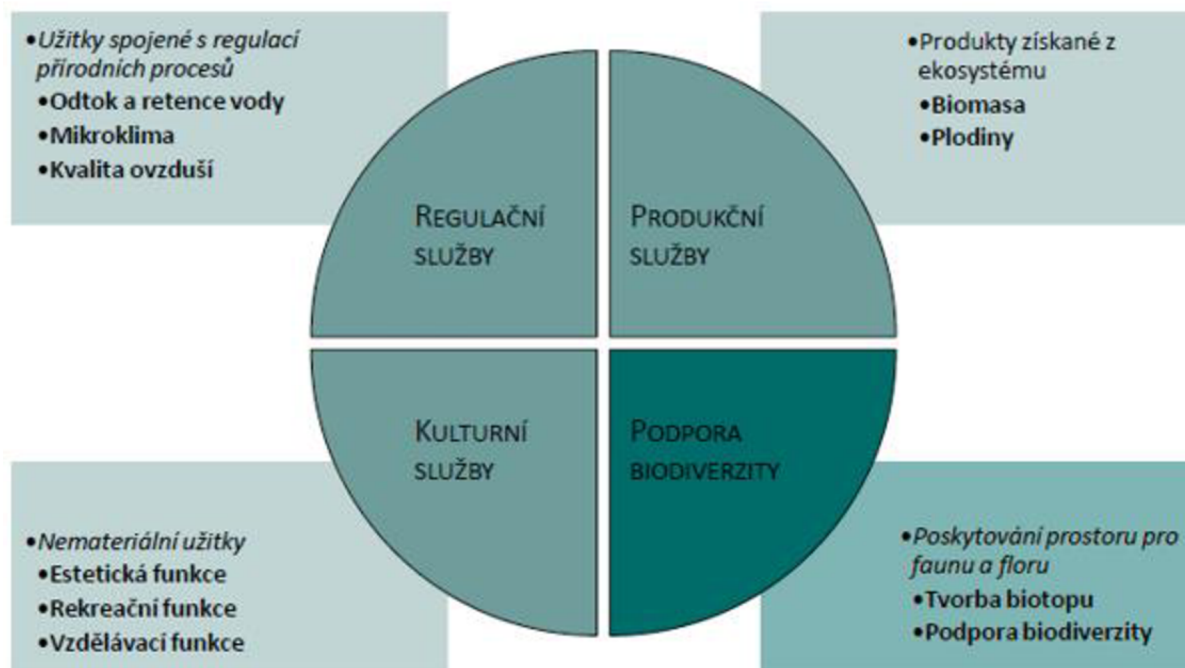 •Užitky spojené s regulací
přírodních procesů
•Odtok a retence vody
•Mikroklima
•Kvalita ovzduší
•Produkty získané z
ekosystému
•Biomasa
•Plodiny
REGULAČNÍ
SLUŽBY
PRODUKČNÍ
SLUŽBY
KULTURNÍ
SLUŽBY
PODPORA
BIODIVERZITY
•Nemateriální užitky
•Estetická funkce
•Rekreační funkce
•Vzdělávací funkce
•Poskytování prostoru pro
faunu a floru
•Tvorba biotopu
•Podpora biodiverzity